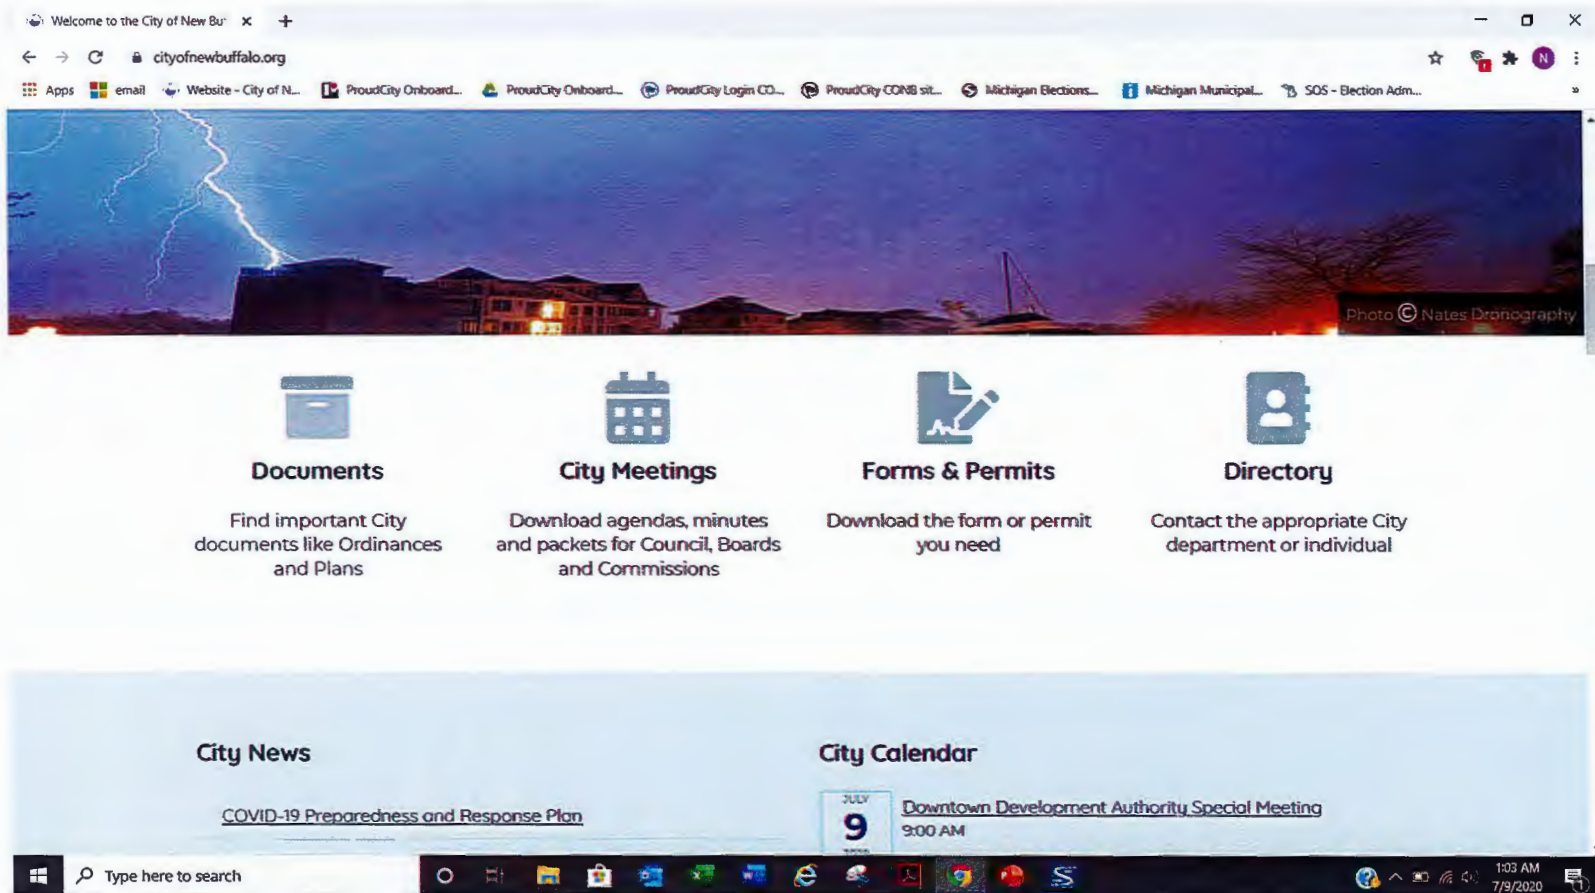 Welcome to the City of New Bu
cityofnewbuffalo.org
N
Apps email Website - City of N... ProudCity Onboard... ProudCity Onboard... ProudCity Login CO... ProudCity CONB sit... Michigan Elections... Michigan Municipal... SOS - Election Adm... »
Photo © Nates Dronography
Documents
Find important City
documents like Ordinances
and Plans
City Meetings
Download agendas, minutes
and packets for Council, Boards
and Commissions
Forms & Permits
Download the form or permit
you need
Directory
Contact the appropriate City
department or individual
City News
COVID-19 Preparedness and Response Plan
City Calendar
JULY
9
Downtown Development Authority Special Meeting
9:00 AM
Type here to search
1:03 AM
7/9/2020